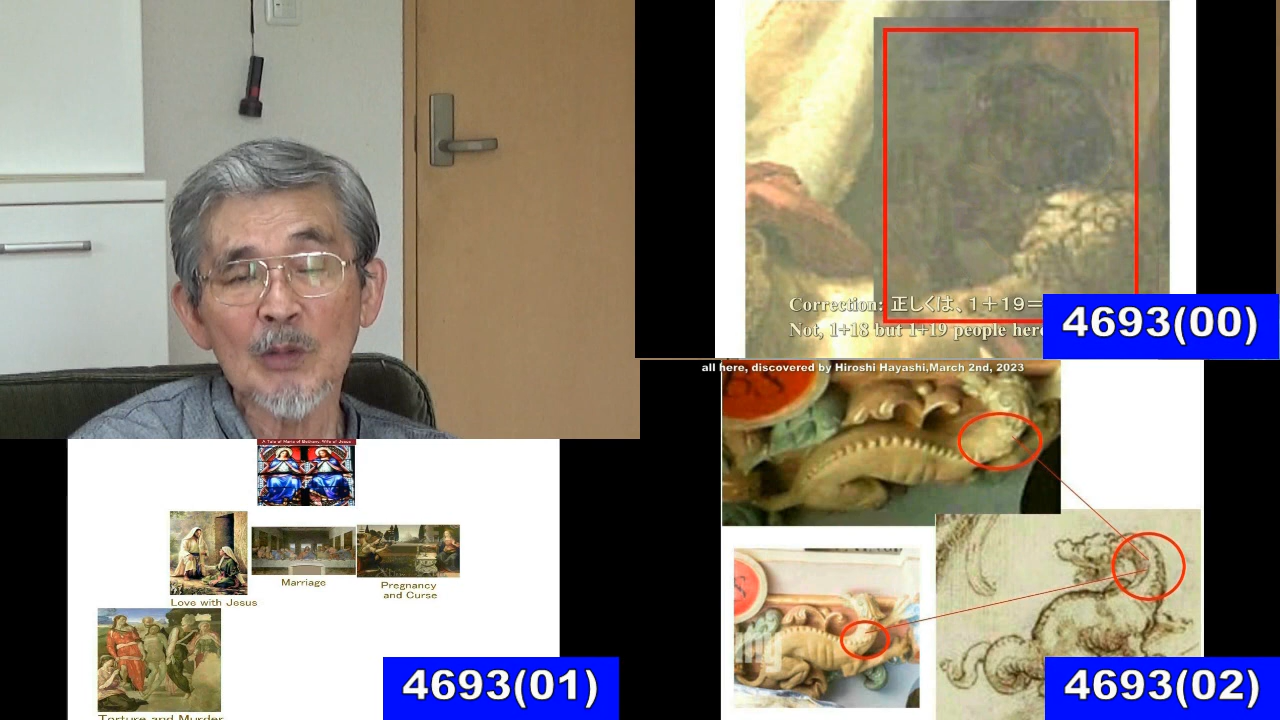 Correction: 正しくは、1+19=
Not, 1+18 but 1+19 people here
4693(00)
all here, discovered by Hiroshi Hayashi,March 2nd, 2023
A Tale of Maria of Bethany, Wife of Jesus
Marriage
Pregnancy
and Curse
Love with Jesus
Torture and Murder
4693(01)
4693(02)